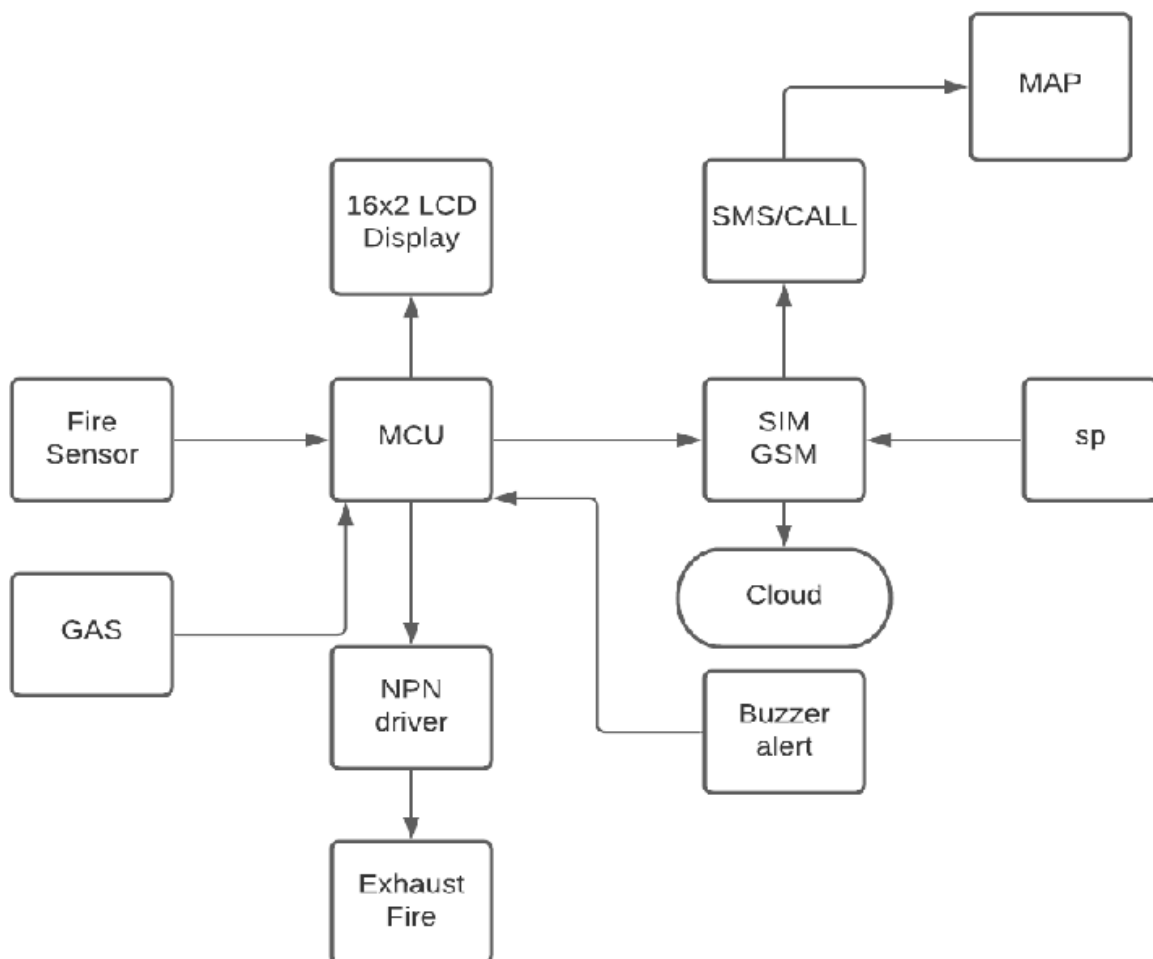 MAP
16x2 LCD
Display
SMS/CALL
Fire
Sensor
MCU
SIM
GSM
sp
GAS
Cloud
NPN
driver
Buzzer
alert
Exhaust
Fire